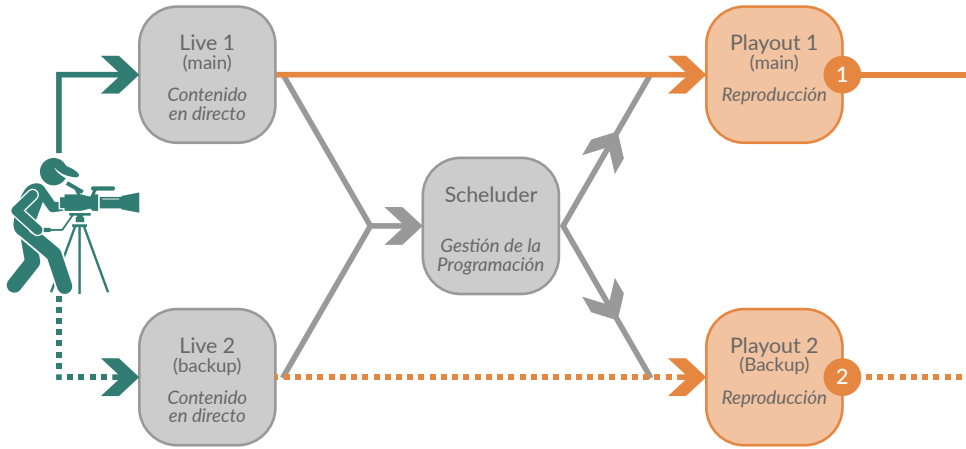 Live 1
(main)
Contenido
en directo
Playout 1
(main)
Reproducción
1
Scheluder
Gestión de la
Programación
Live 2
(backup)
Contenido
en directo
Playout 2
(Backup)
Reproducción
2